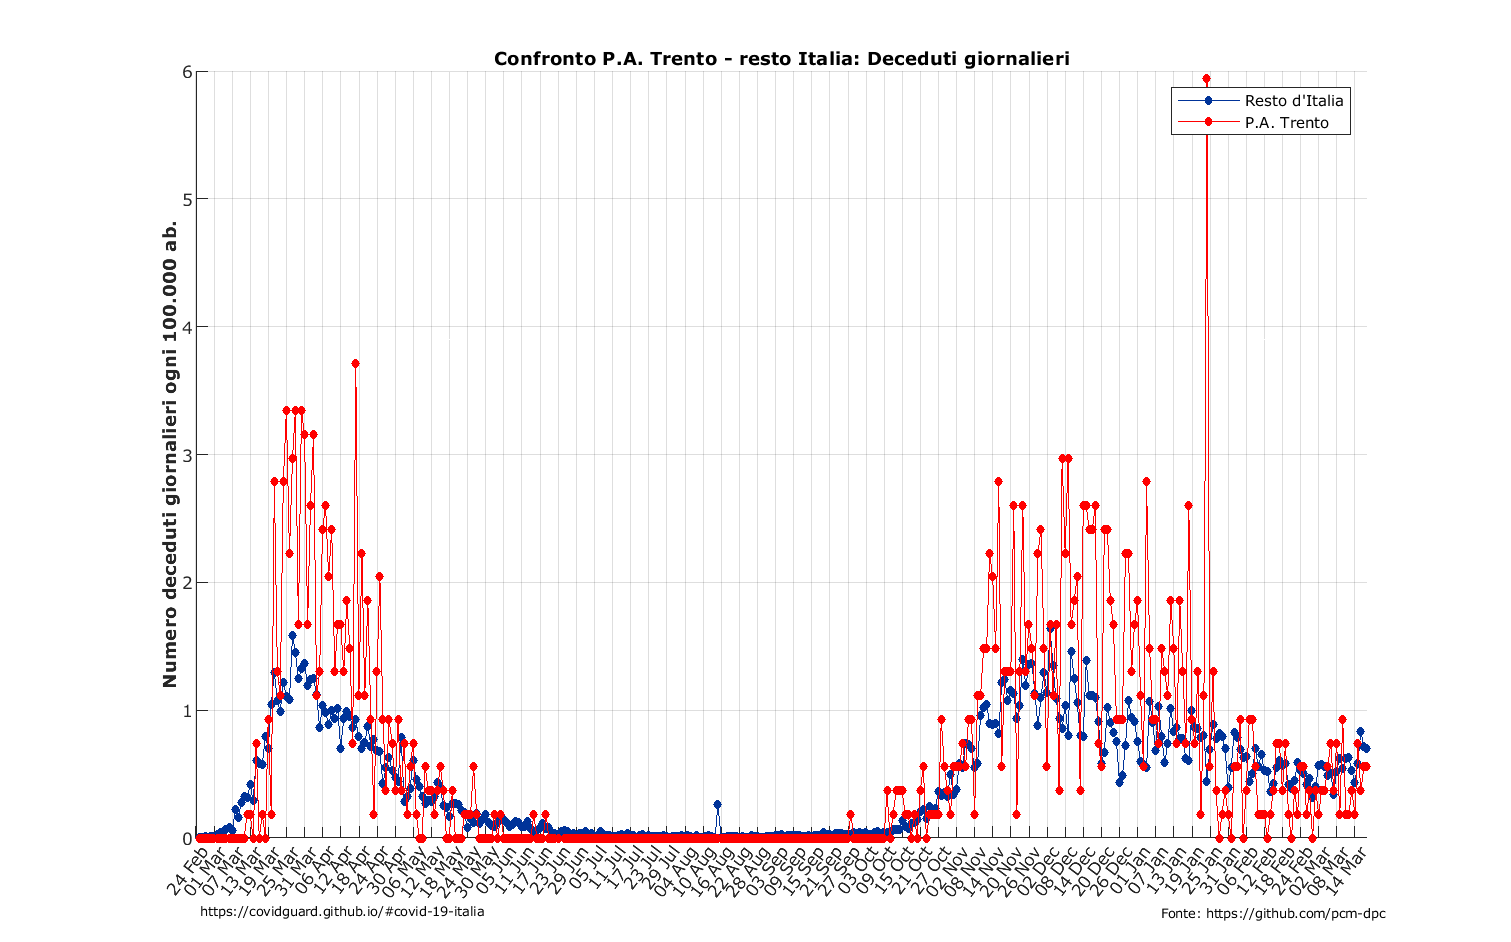 Confronto P.A. Trento - resto Italia: Deceduti giornalieri
Resto d'Italia
P.A. Trento
Numero deceduti giornalieri ogni 100.000 ab.
6
5
4
3
2
1
0
24 Feb
01 Mar
07 Mar
13 Mar
19 Mar
25 Mar
31 Mar
06 Apr
12 Apr
18 Apr
24 Apr
30 Apr
06 May
12 May
18 May
24 May
30 May
05 Jun
11 Jun
17 Jun
23 Jun
29 Jun
05 Jul
11 Jul
17 Jul
23 Jul
29 Jul
04 Aug
10 Aug
16 Aug
22 Aug
28 Aug
03 Sep
09 Sep
15 Sep
21 Sep
27 Sep
03 Oct
09 Oct
15 Oct
21 Oct
27 Oct
02 Nov
08 Nov
14 Nov
20 Nov
26 Nov
02 Dec
08 Dec
14 Dec
20 Dec
26 Dec
01 Jan
07 Jan
13 Jan
19 Jan
25 Jan
31 Jan
06 Feb
12 Feb
18 Feb
24 Feb
02 Mar
08 Mar
14 Mar
https://covidguard.github.io/#covid-19-italia
Fonte: https://github.com/pcm-dpc